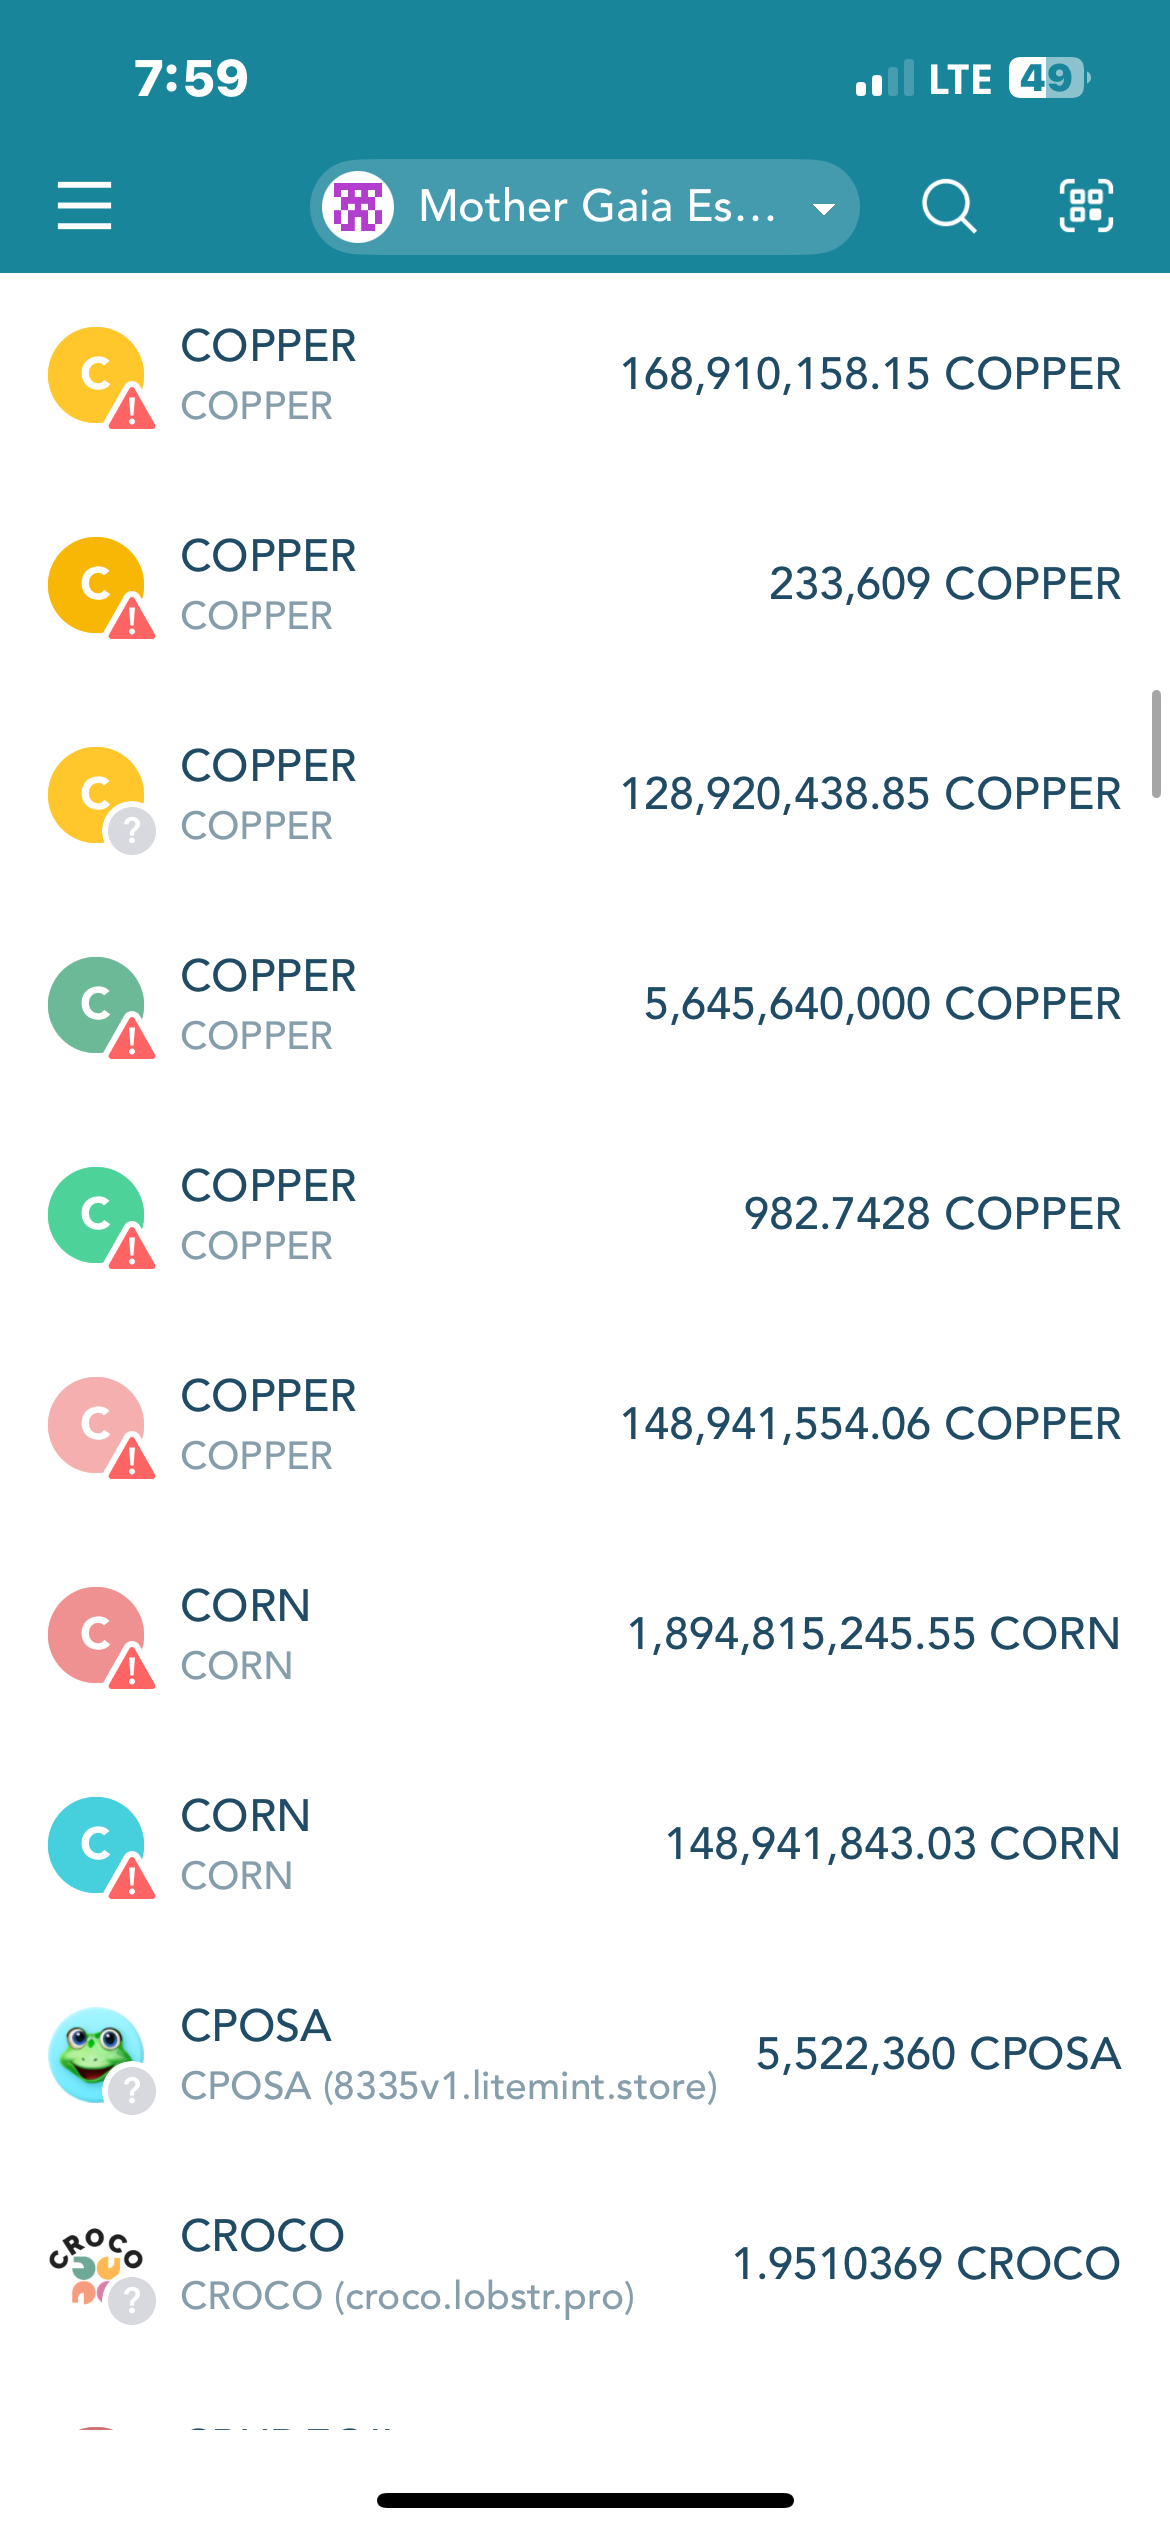 7:59
LTE 49
Mother Gaia Es...
C COPPER
168,910,158.15 COPPER
COPPER
C COPPER
233,609 COPPER
COPPER
C COPPER
128,920,438.85 COPPER
? COPPER
C COPPER
5,645,640,000 COPPER
COPPER
C COPPER
982.7428 COPPER
COPPER
C COPPER
148,941,554.06 COPPER
COPPER
C CORN
1,894,815,245.55 CORN
CORN
C CORN
148,941,843.03 CORN
CORN
CPOSA
5,522,360 CPOSA
? CPOSA (8335v1.litemint.store)
CROCO
CROCO
1.9510369 CROCO
? CROCO (croco.lobstr.pro)